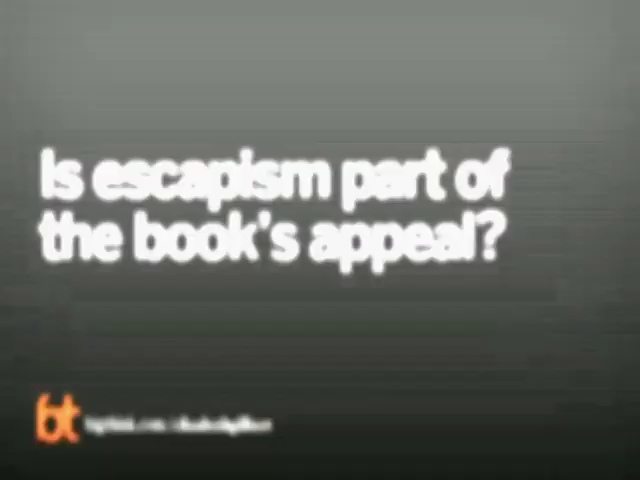 Is escapism part of
the book's appeal?
bt